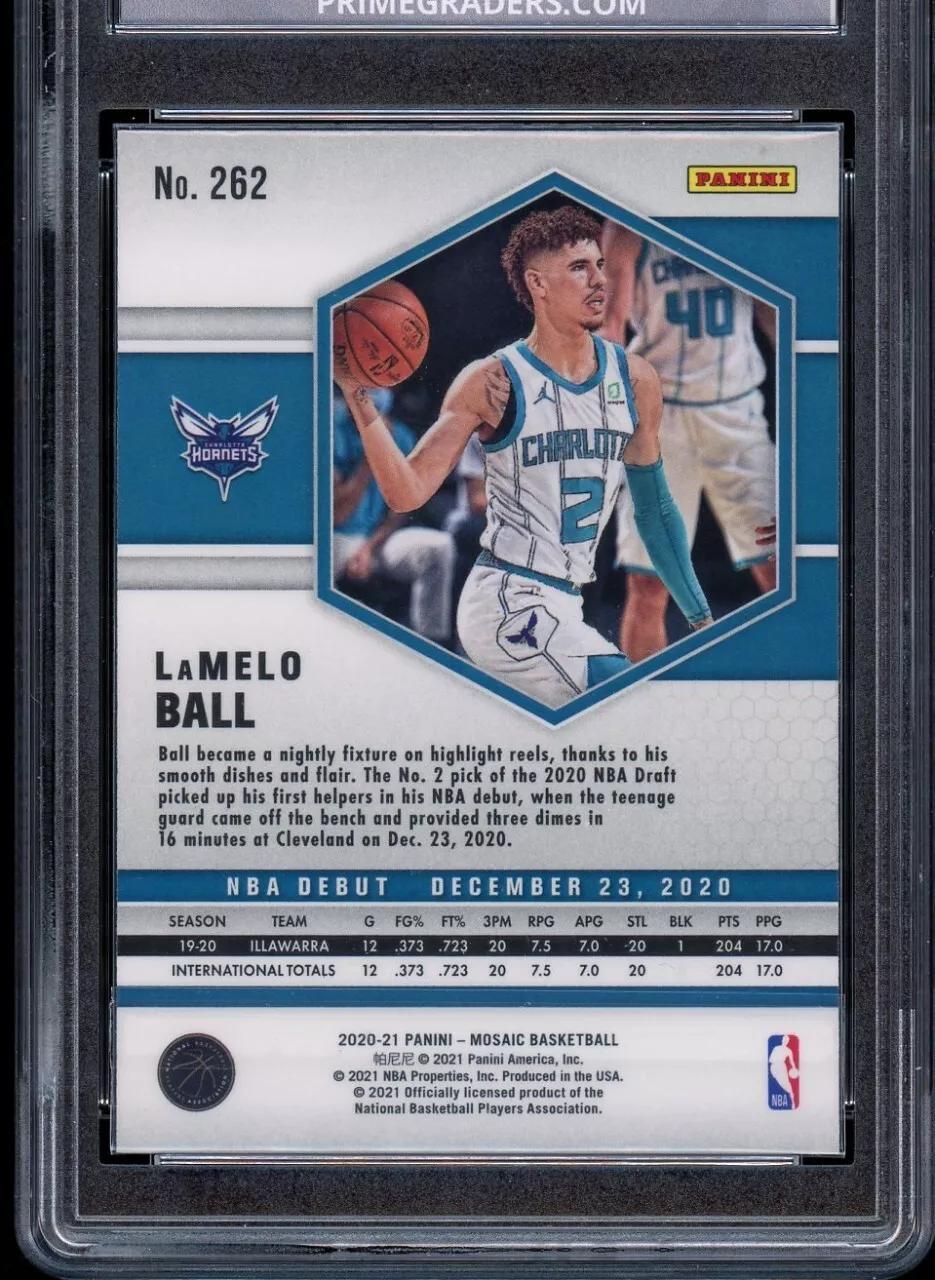 PRIMEGRADERS.COM
No. 262
PANINI
40
CHARLOTTE
HORNETS
CHARLOTT
2
LAMELO
BALL
Ball became a nightly fixture on highlight reels, thanks to his
smooth dishes and flair. The No. 2 pick of the 2020 NBA Draft
picked up his first helpers in his NBA debut, when the teenage
guard came off the bench and provided three dimes in
16 minutes at Cleveland on Dec. 23, 2020.
NBA DEBUT DECEMBER 23, 2020
SEASON TEAM G FG% FT% 3PM RPG APG STL BLK PTS PPG
19-20 ILLAWARRA 12 .373 .723 20 7.5 7.0 20 1 204 17.0
INTERNATIONAL TOTALS 12 .373 .723 20 7.5 7.0 20 204 17.0
2020-21 PANINI – MOSAIC BASKETBALL
帕尼尼 © 2021 Panini America, Inc.
© 2021 NBA Properties, Inc. Produced in the USA.
© 2021 Officially licensed product of the
National Basketball Players Association.
NBA